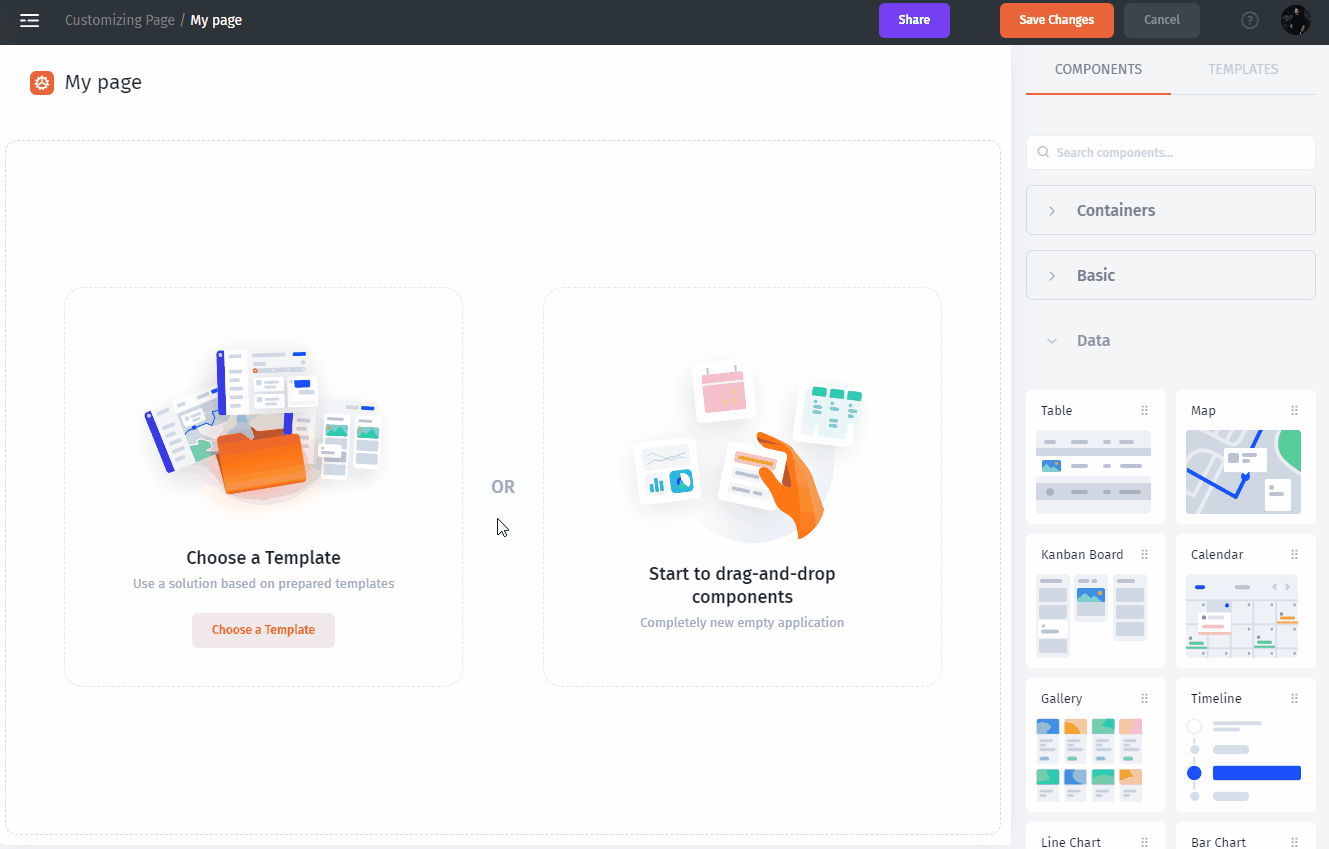 Customizing Page / My page
Share
Save Changes
Cancel
?
My page
COMPONENTS
TEMPLATES
Search components...
Containers
Basic
Data
Table
Map
Kanban Board
Calendar
Gallery
Timeline
Line Chart
Bar Chart
Choose a Template
Use a solution based on prepared templates
Choose a Template
OR
Start to drag-and-drop
components
Completely new empty application